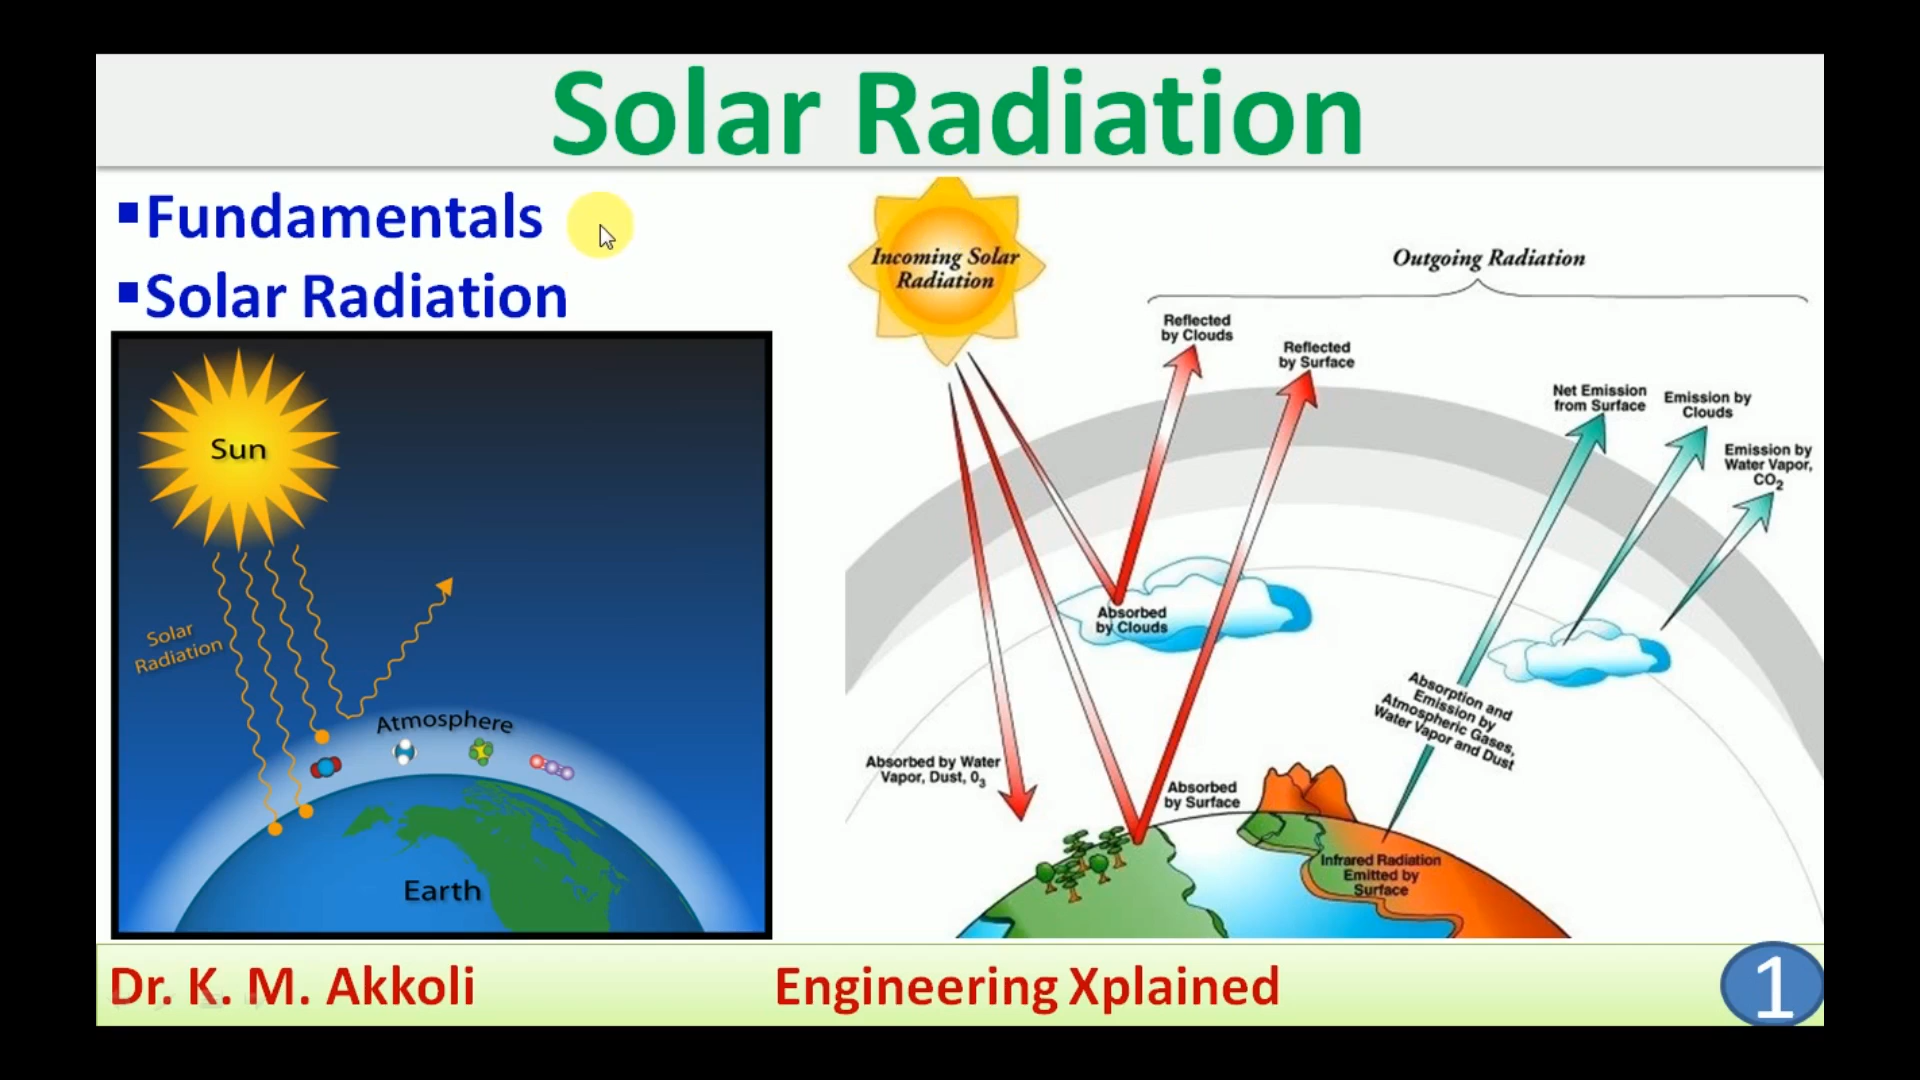 Solar Radiation
▪Fundamentals
▪Solar Radiation
Sun
Solar
Radiation
Atmosphere
Earth
Incoming Solar
Radiation
Outgoing Radiation
Reflected
by Clouds
Reflected
by Surface
Net Emission
from Surface
Emission by
Clouds
Emission by
Water Vapor,
CO2
Absorbed
by Clouds
Absorption and
Emission by
Atmospheric Gases,
Water Vapor and Dust
Absorbed by Water
Vapor, Dust, 03
Absorbed
by Surface
Infrared Radiation
Emitted by
Surface
Dr. K. M. Akkoli
Engineering Xplained
1